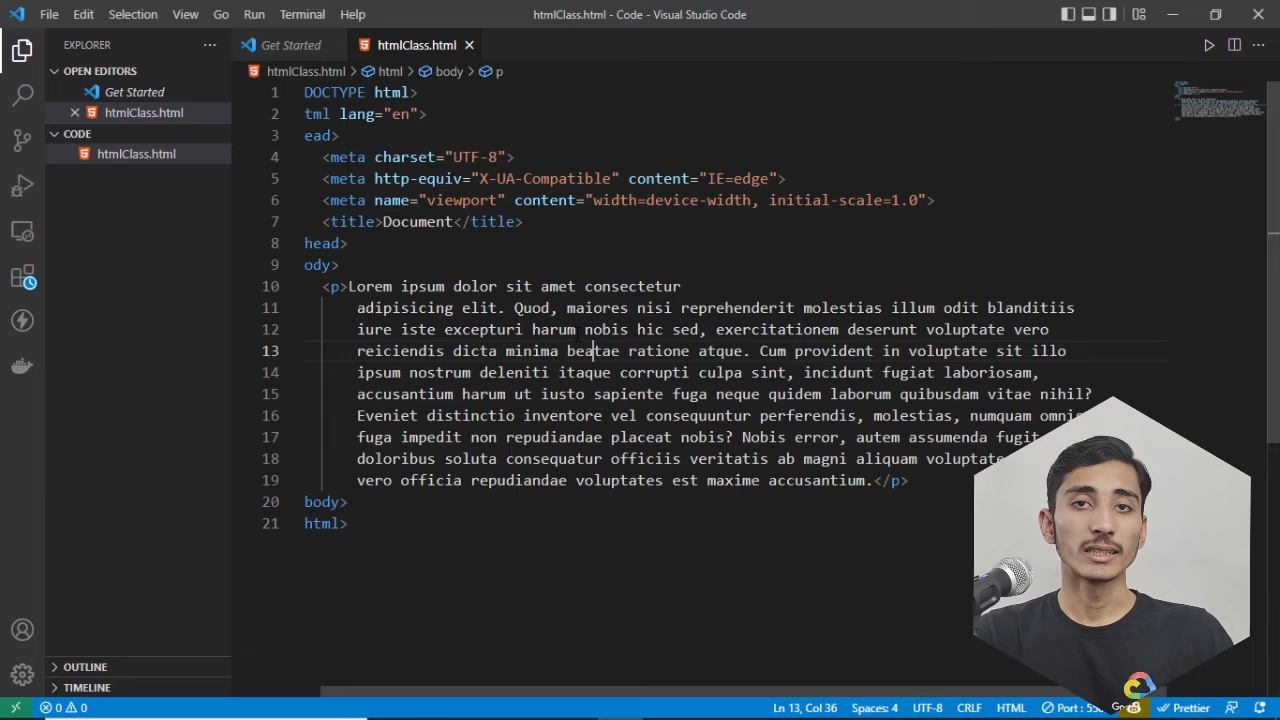 File Edit Selection View Go Run Terminal Help htmlClass.html - Code - Visual Studio Code
EXPLORER
OPEN EDITORS
Get Started
htmlClass.html
CODE
htmlClass.html
OUTLINE
TIMELINE
Get Started htmlClass.html
htmlClass.html > html > body > p
1 DOCTYPE html>
2 tml lang="en">
3 ead>
4 <meta charset="UTF-8">
5 <meta http-equiv="X-UA-Compatible" content="IE=edge">
6 <meta name="viewport" content="width=device-width, initial-scale=1.0">
7 <title>Document</title>
8 head>
9 ody>
10 <p>Lorem ipsum dolor sit amet consectetur
11 adipisicing elit. Quod, maiores nisi reprehenderit molestias illum odit blanditiis
12 iure iste excepturi harum nobis hic sed, exercitationem deserunt voluptate vero
13 reiciendis dicta minima beatae ratione atque. Cum provident in voluptate sit illo
14 ipsum nostrum deleniti itaque corrupti culpa sint, incidunt fugiat laboriosam,
15 accusantium harum ut iusto sapiente fuga neque quidem laborum quibusdam vitae nihil?
16 Eveniet distinctio inventore vel consequuntur perferendis, molestias, numquam omnis
17 fuga impedit non repudiandae placeat nobis? Nobis error, autem assumenda fugit
18 doloribus soluta consequatur officiis veritatis ab magni aliquam voluptate
19 vero officia repudiandae voluptates est maxime accusantium.</p>
20 body>
21 html>
0 0 Ln 13, Col 36 Spaces: 4 UTF-8 CRLF HTML Port : Prettier